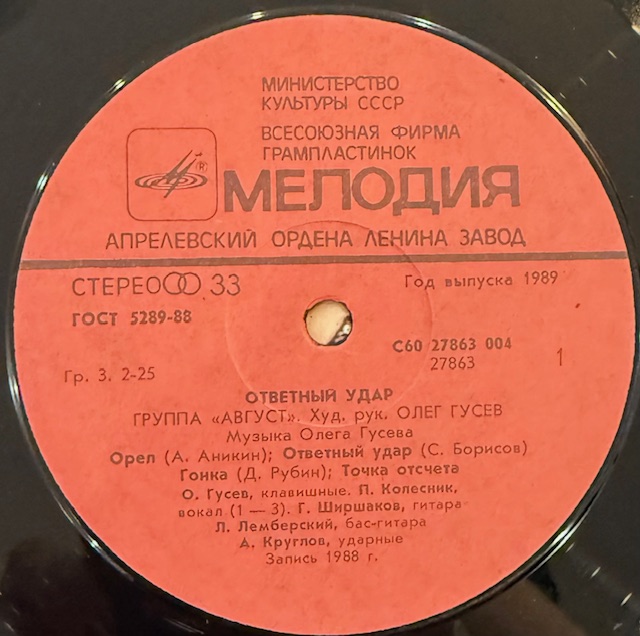 МИНИСТЕРСТВО
КУЛЬТУРЫ СССР
ВСЕСОЮЗНАЯ ФИРМА
ГРАМПЛАСТИНОК
®
МЕЛОДИЯ
АПРЕЛЕВСКИЙ ОРДЕНА ЛЕНИНА ЗАВОД
СТЕРЕО 33
Год выпуска 1989
ГОСТ 5289-88
С60 27863 004
27863
1
Гр. 3. 2-25
ОТВЕТНЫЙ УДАР
ГРУППА «АВГУСТ». Худ. рук. ОЛЕГ ГУСЕВ
Музыка Олега Гусева
Орел (А. Аникин); Ответный удар (С. Борисов)
Гонка (Д. Рубин); Точка отсчета
О. Гусев, клавишные. П. Колесник,
вокал (1 — 3). Г. Ширшаков, гитара
Л. Лемберский, бас-гитара
А. Круглов, ударные
Запись 1988 г.